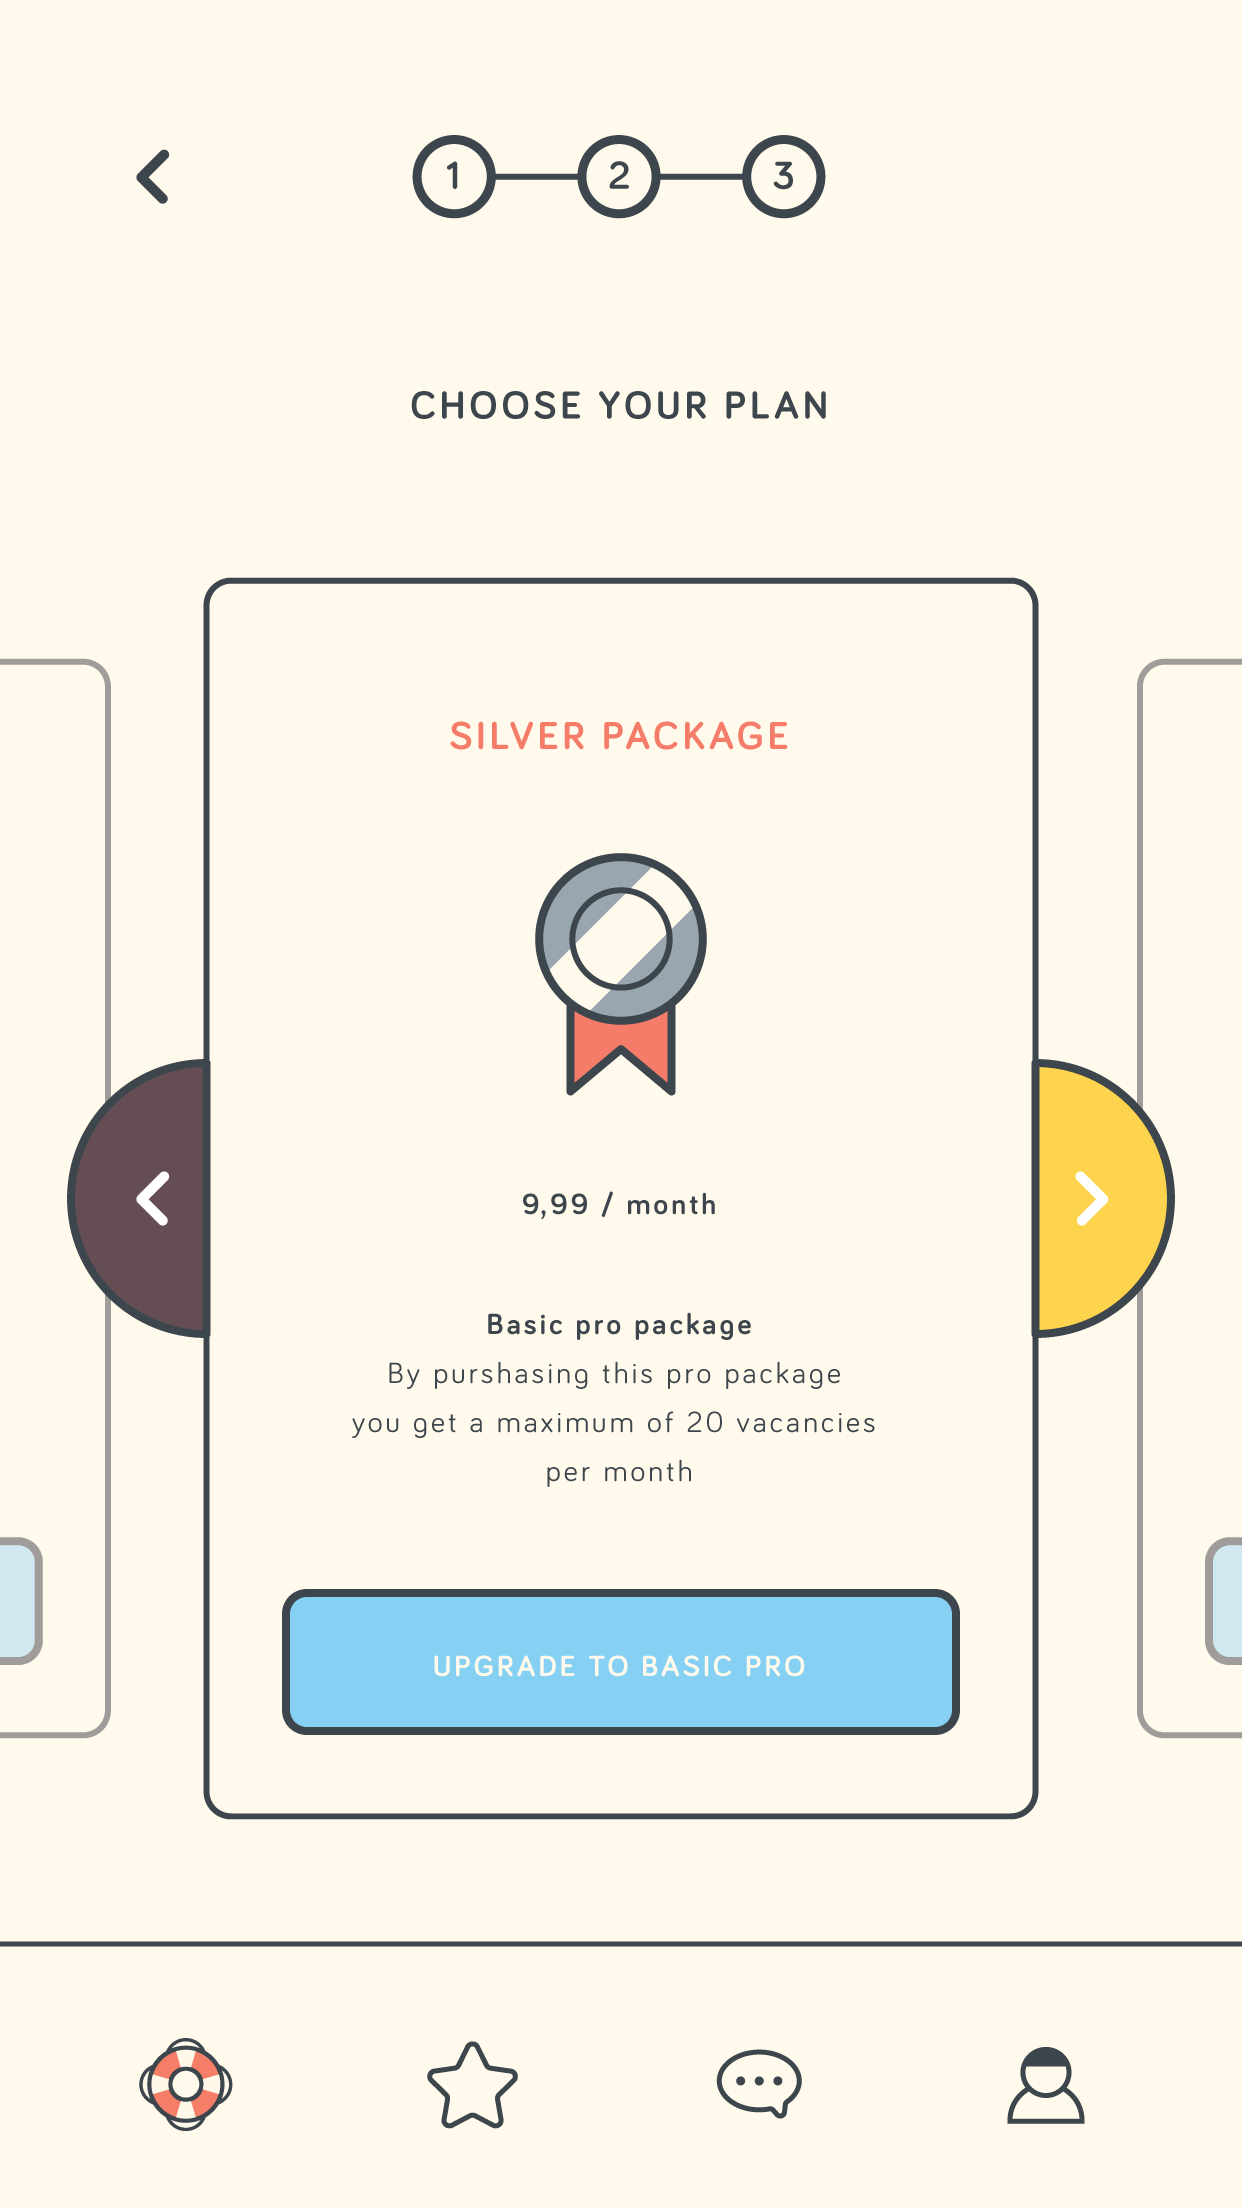 1 2 3
CHOOSE YOUR PLAN
SILVER PACKAGE
9,99 / month
Basic pro package
By purshasing this pro package
you get a maximum of 20 vacancies
per month
UPGRADE TO BASIC PRO